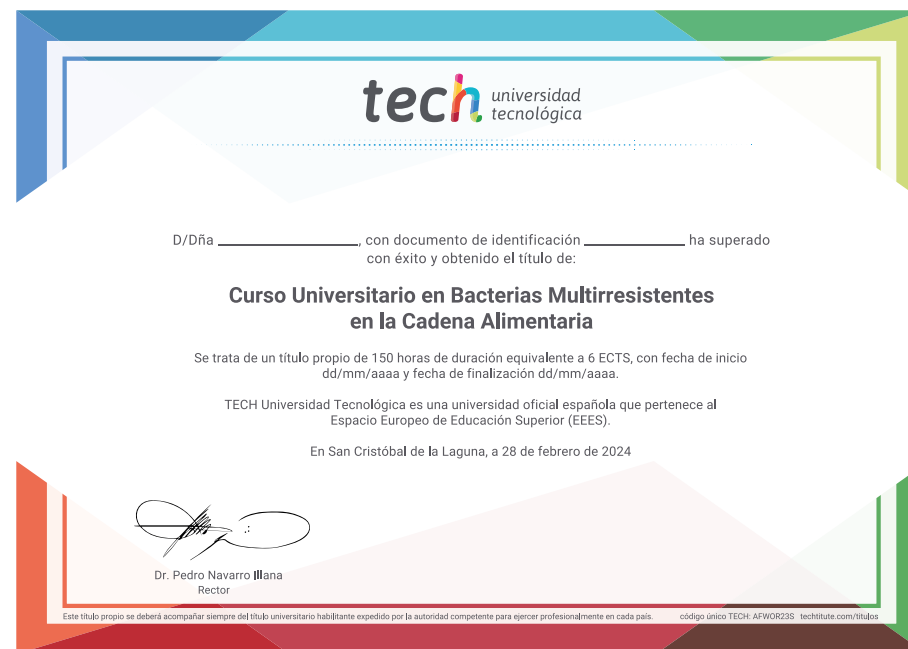 tech universidad
tecnológica
D/Dña ____________________, con documento de identificación ______________ ha superado
con éxito y obtenido el título de:
Curso Universitario en Bacterias Multirresistentes
en la Cadena Alimentaria
Se trata de un título propio de 150 horas de duración equivalente a 6 ECTS, con fecha de inicio
dd/mm/aaaa y fecha de finalización dd/mm/aaaa.
TECH Universidad Tecnológica es una universidad oficial española que pertenece al
Espacio Europeo de Educación Superior (EEES).
En San Cristóbal de la Laguna, a 28 de febrero de 2024
Dr. Pedro Navarro Illana
Rector
Este título propio se deberá acompañar siempre del título universitario habilitante expedido por la autoridad competente para ejercer profesionalmente en cada país. código único TECH: AFWOR23S techtitute.com/titulos